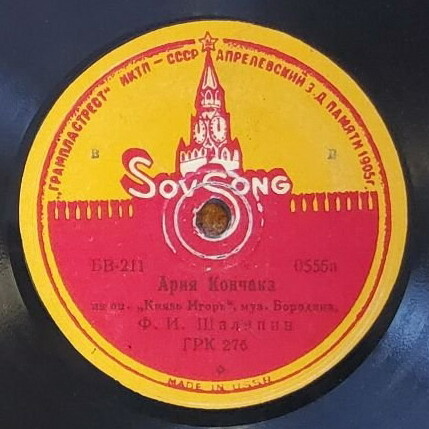 „ГРАМПЛАСТТРЕСТ" НКТП — СССР АПРЕЛЕВСКИЙ З-Д. ПАМЯТИ 1905 г.
В П
SovSong
БВ-211 0555а
Ария Кончака
из оп. „Князь Игорь", муз. Бородина,
Ф. И. Шаляпин
ГРК 276
MADE IN USSR